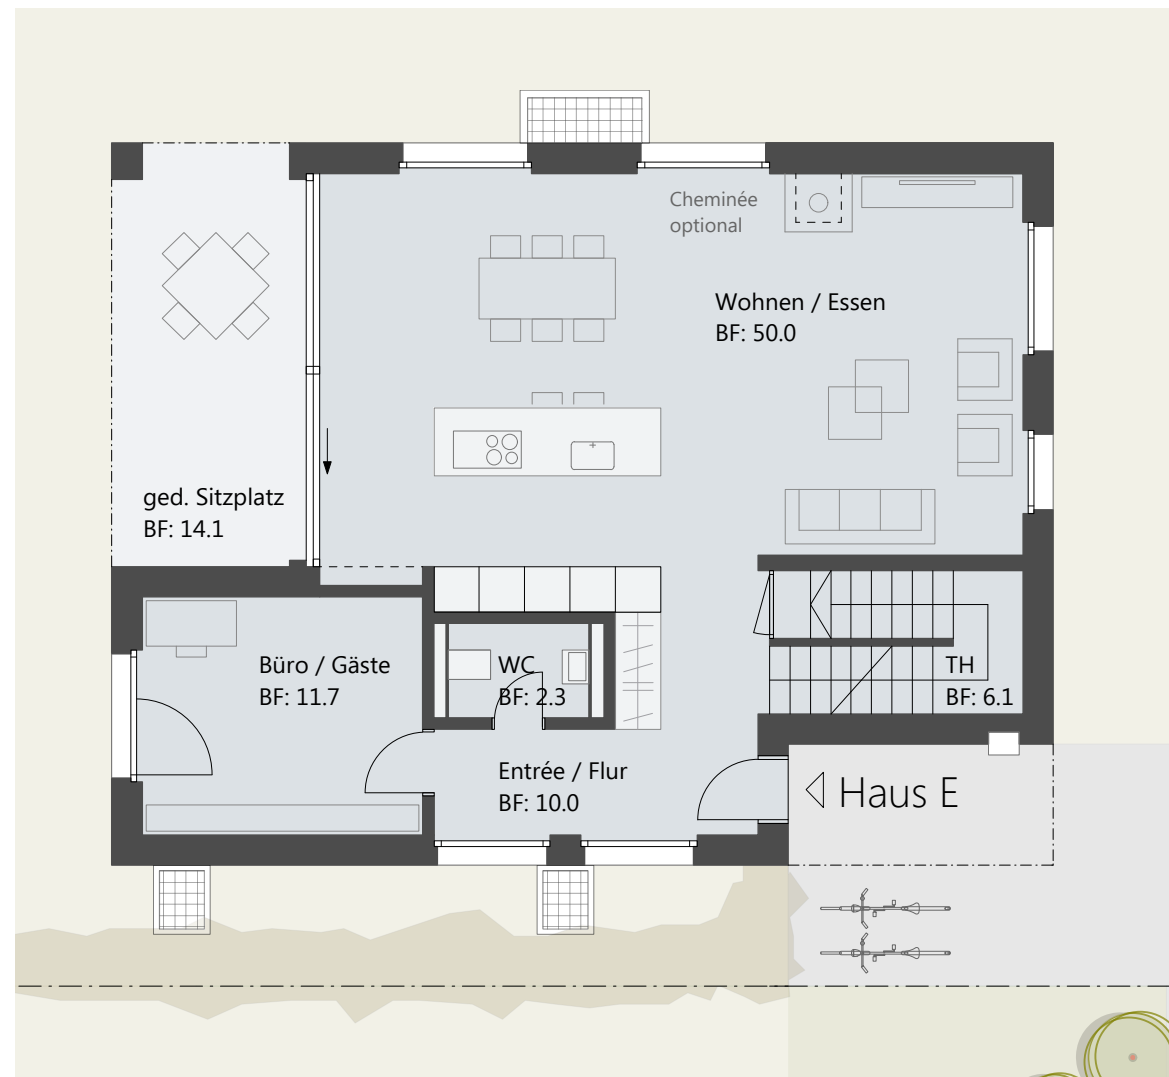 Cheminée
optional
Wohnen / Essen
BF: 50.0
ged. Sitzplatz
BF: 14.1
Büro / Gäste
BF: 11.7
WC
BF: 2.3
TH
BF: 6.1
Entrée / Flur
BF: 10.0
Haus E